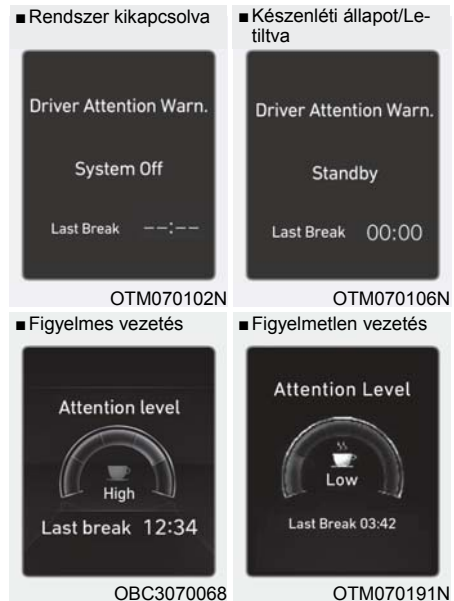 ■ Rendszer kikapcsolva
Driver Attention Warn.
System Off
Last Break --:--
OTM070102N
■ Készenléti állapot/Le-
tiltva
Driver Attention Warn.
Standby
Last Break 00:00
OTM070106N
■ Figyelmes vezetés
Attention level
High
Last break 12:34
OBC3070068
■ Figyelmetlen vezetés
Attention Level
Low
Last Break 03:42
OTM070191N